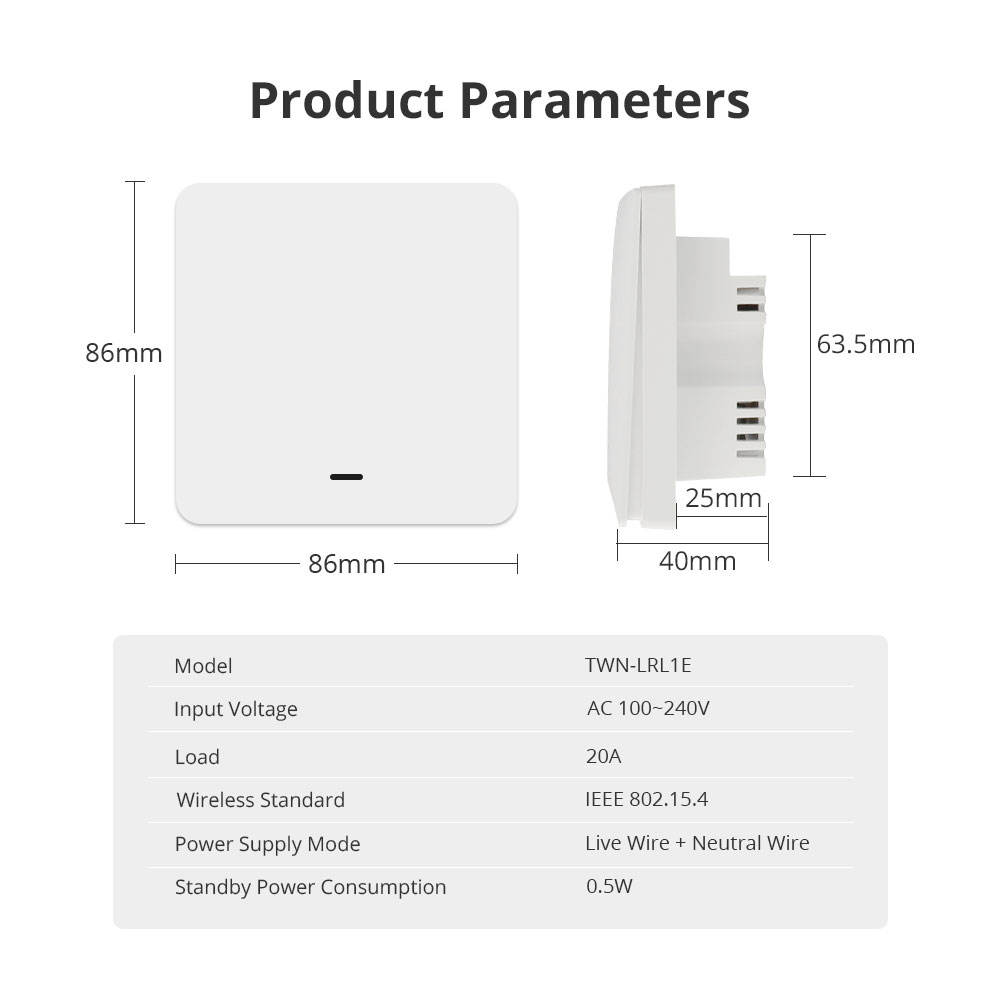 Product Parameters
86mm
63.5mm
25mm
40mm
86mm
Model TWN-LRL1E
Input Voltage AC 100~240V
Load 20A
Wireless Standard IEEE 802.15.4
Power Supply Mode Live Wire + Neutral Wire
Standby Power Consumption 0.5W